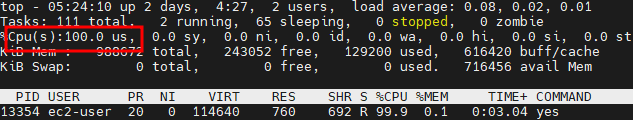 top - 05:24:10 up 2 days,  4:27,  2 users,  load average: 0.08, 0.02, 0.01
Tasks: 111 total,   2 running,  65 sleeping,   0 stopped,   0 zombie
%Cpu(s):100.0 us,  0.0 sy,  0.0 ni,  0.0 id,  0.0 wa,  0.0 hi,  0.0 si,  0.0 st
KiB Mem :   988672 total,   243052 free,   129200 used,   616420 buff/cache
KiB Swap:        0 total,        0 free,        0 used.   716456 avail Mem
PID USER      PR  NI    VIRT    RES    SHR S %CPU %MEM     TIME+ COMMAND
13354 ec2-user  20   0  114640    760    692 R 99.9  0.1   0:03.04 yes